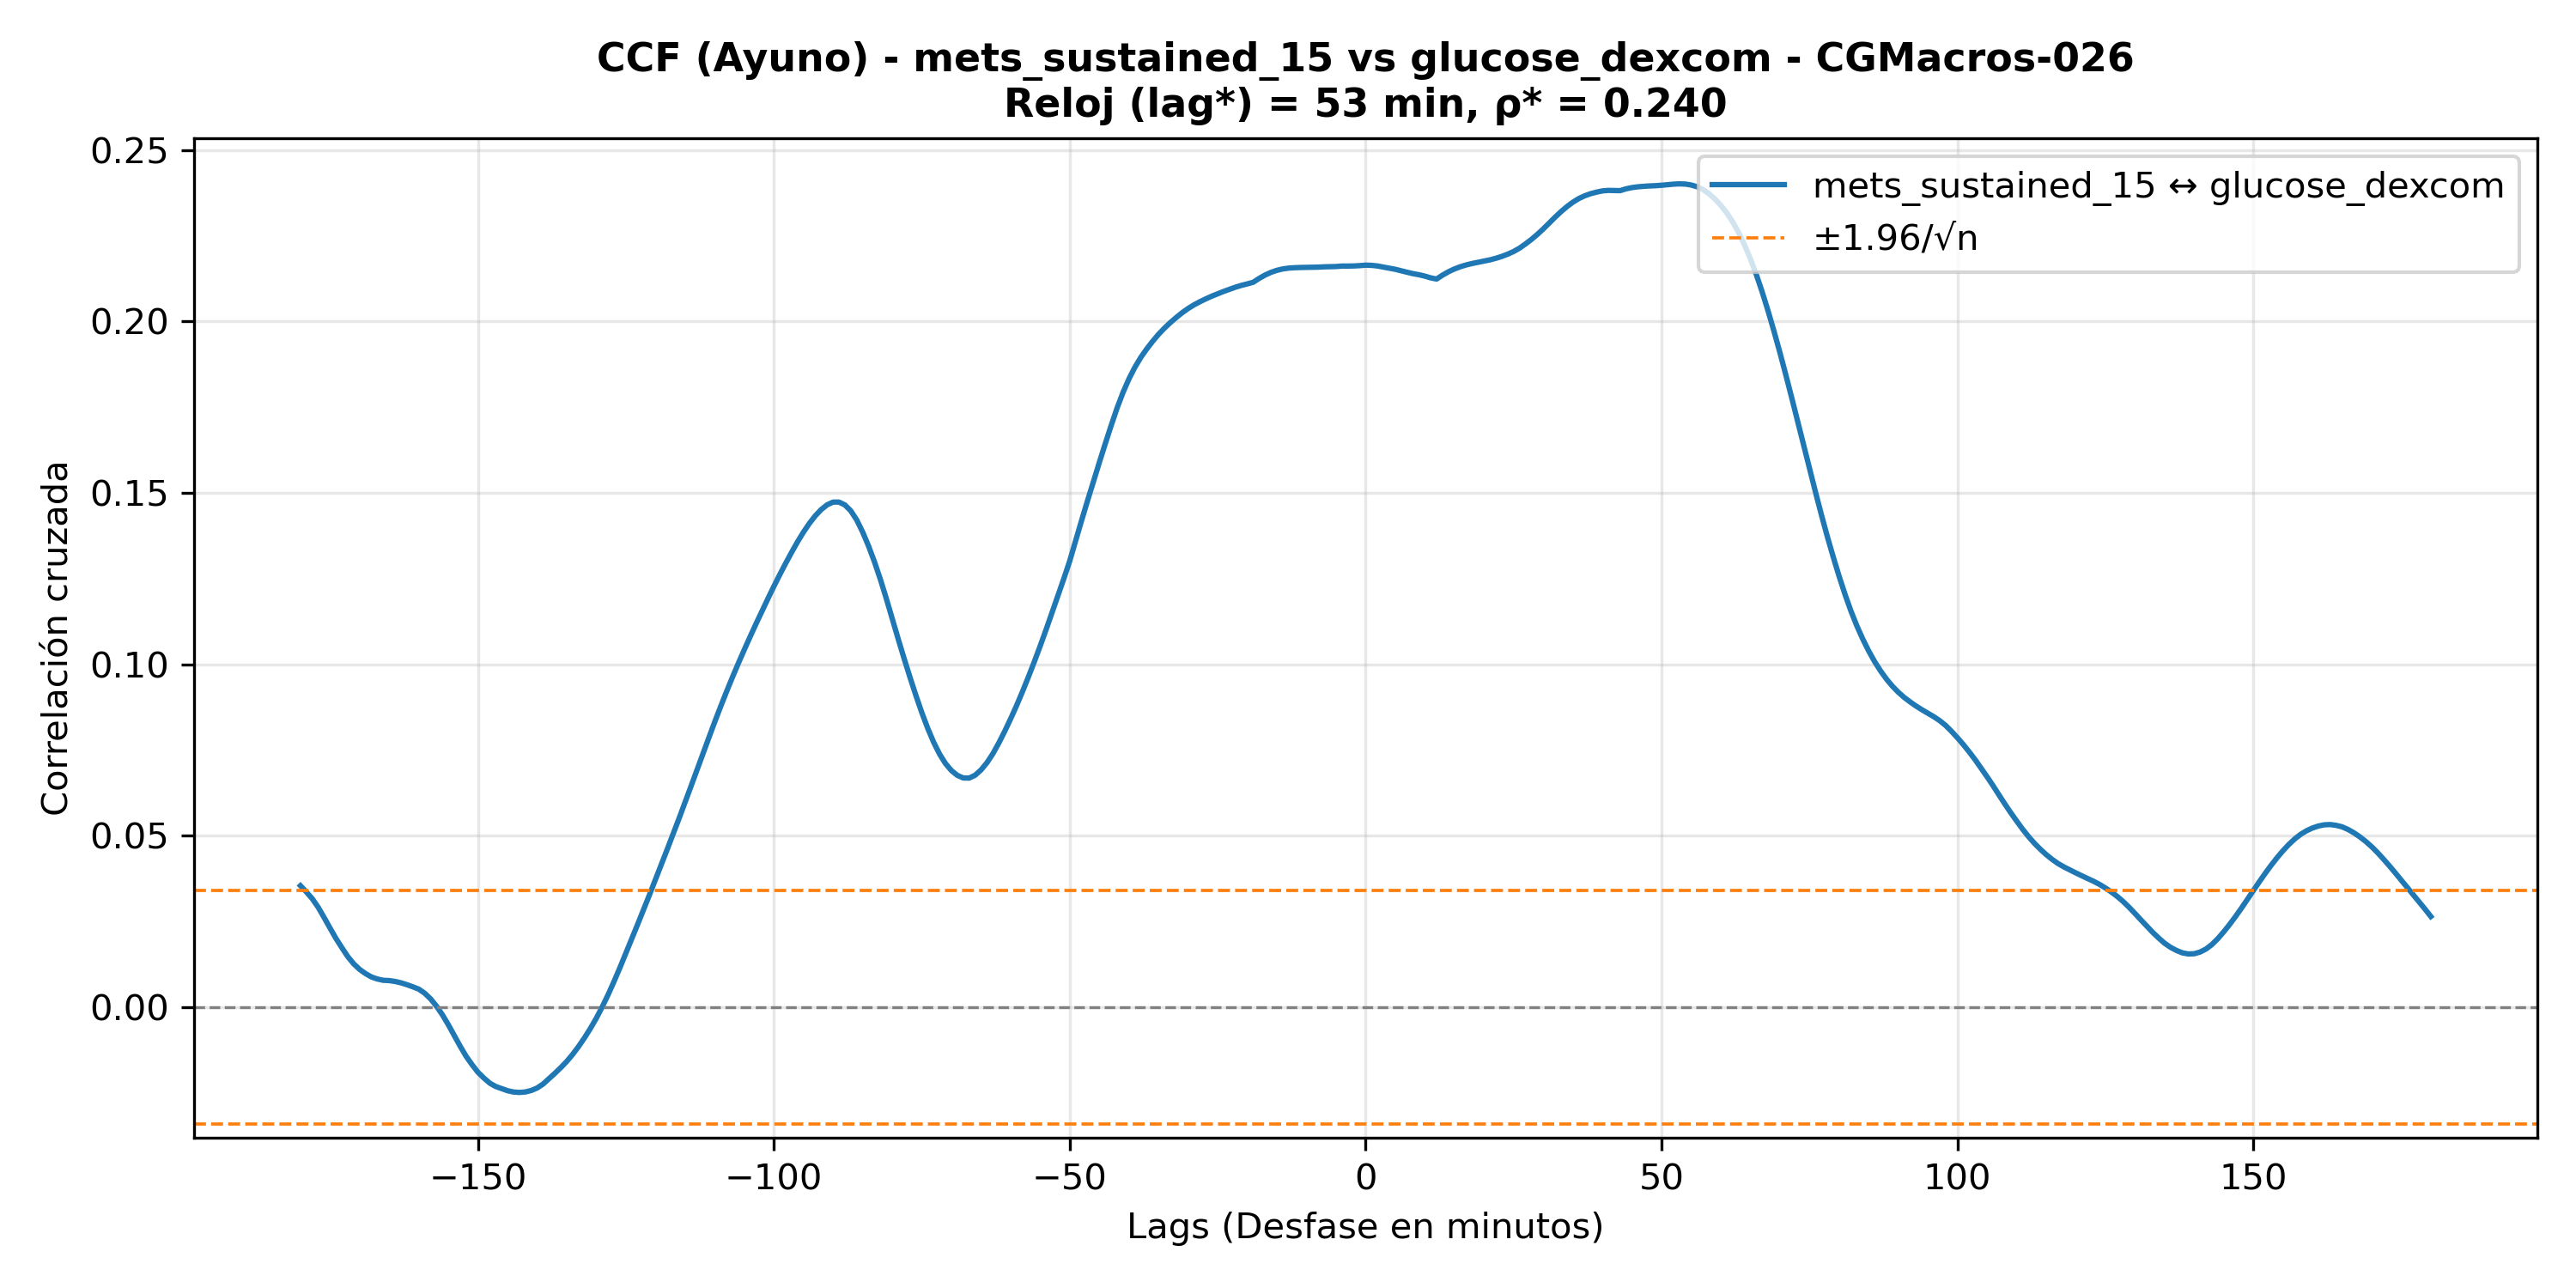 CCF (Ayuno) - mets_sustained_15 vs glucose_dexcom - CGMacros-026
Reloj (lag*) = 53 min, ρ* = 0.240
mets_sustained_15 ↔ glucose_dexcom
±1.96/√n
Correlación cruzada
0.25
0.20
0.15
0.10
0.05
0.00
−150
−100
−50
0
50
100
150
Lags (Desfase en minutos)